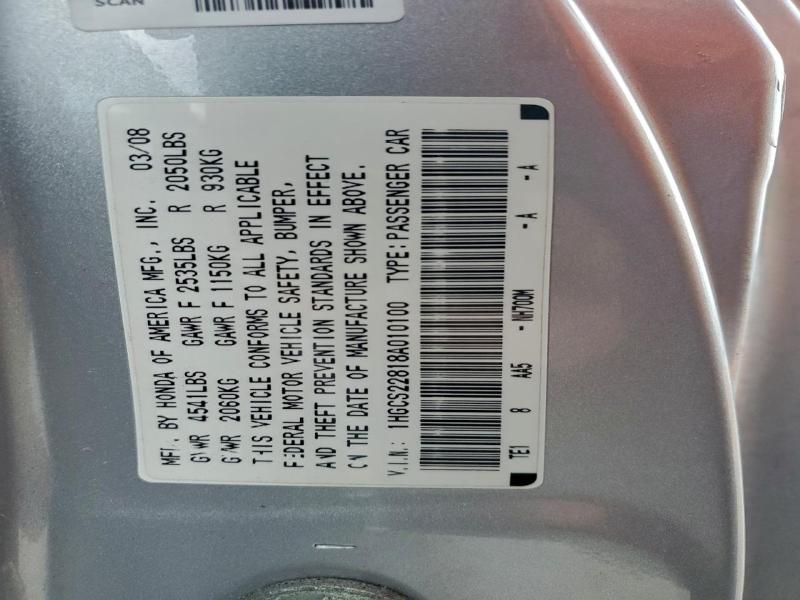 SCAN
MFD. BY HONDA OF AMERICA MFG., INC. 03/08
GVWR 4541LBS GAWR F 2535LBS R 2050LBS
GVWR 2060KG GAWR F 1150KG R 930KG
THIS VEHICLE CONFORMS TO ALL APPLICABLE
FEDERAL MOTOR VEHICLE SAFETY, BUMPER,
AND THEFT PREVENTION STANDARDS IN EFFECT
ON THE DATE OF MANUFACTURE SHOWN ABOVE.
V.I.N.: 1HGCS22818A010100 TYPE:PASSENGER CAR
TE1 8 AA5 - NH700M - A - A